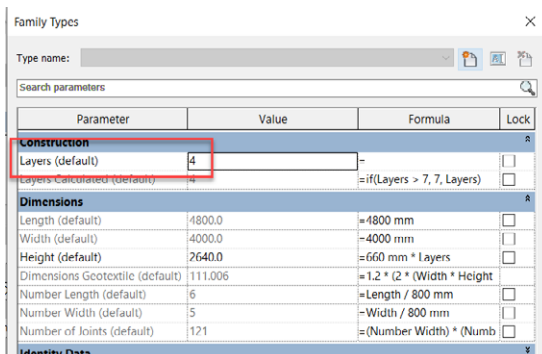 Family Types
Type name:
Search parameters
Parameter Value Formula Lock
Construction
Layers (default) 4 =
Layers Calculated (default) 4 =if(Layers > 7, 7, Layers)
Dimensions
Length (default) 4800.0 =4800 mm
Width (default) 4000.0 =4000 mm
Height (default) 2640.0 =660 mm * Layers
Dimensions Geotextile (default) 111.006 =1.2 * (2 * (Width * Height
Number Length (default) 6 =Length / 800 mm
Number Width (default) 5 =Width / 800 mm
Number of Joints (default) 121 =(Number Width) * (Numb
Identity Data